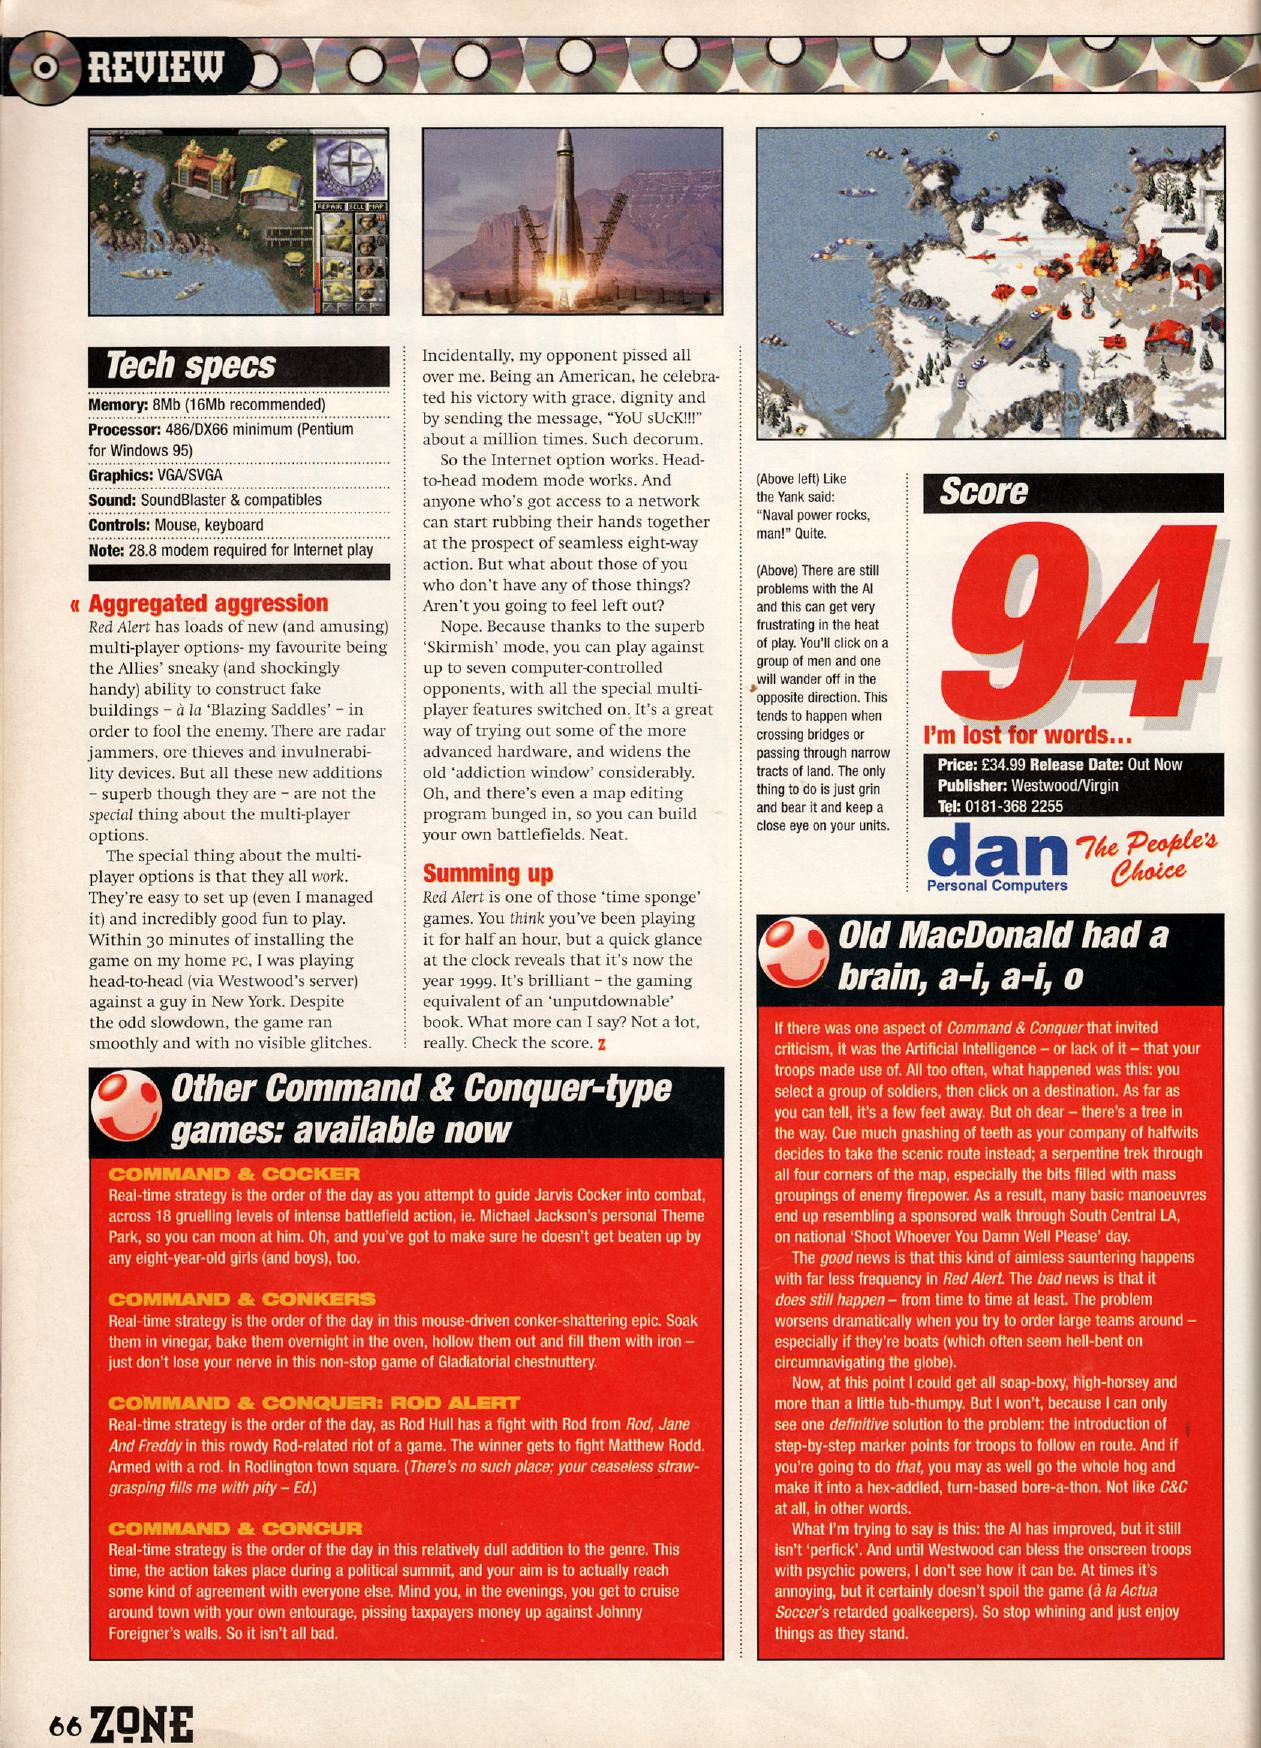 REVIEW
REPAIR SELL MAP
Tech specs
Memory: 8Mb (16Mb recommended)
Processor: 486/DX66 minimum (Pentium
for Windows 95)
Graphics: VGA/SVGA
Sound: SoundBlaster & compatibles
Controls: Mouse, keyboard
Note: 28.8 modem required for Internet play
« Aggregated aggression
Red Alert has loads of new (and amusing)
multi-player options- my favourite being
the Allies' sneaky (and shockingly
handy) ability to construct fake
buildings – à la 'Blazing Saddles' – in
order to fool the enemy. There are radar
jammers, ore thieves and invulnerabi-
lity devices. But all these new additions
– superb though they are – are not the
special thing about the multi-player
options.
The special thing about the multi-
player options is that they all work.
They're easy to set up (even I managed
it) and incredibly good fun to play.
Within 30 minutes of installing the
game on my home PC, I was playing
head-to-head (via Westwood's server)
against a guy in New York. Despite
the odd slowdown, the game ran
smoothly and with no visible glitches.
Incidentally, my opponent pissed all
over me. Being an American, he celebra-
ted his victory with grace, dignity and
by sending the message, "YoU sUcK!!!"
about a million times. Such decorum.
So the Internet option works. Head-
to-head modem mode works. And
anyone who's got access to a network
can start rubbing their hands together
at the prospect of seamless eight-way
action. But what about those of you
who don't have any of those things?
Aren't you going to feel left out?
Nope. Because thanks to the superb
'Skirmish' mode, you can play against
up to seven computer-controlled
opponents, with all the special multi-
player features switched on. It's a great
way of trying out some of the more
advanced hardware, and widens the
old 'addiction window' considerably.
Oh, and there's even a map editing
program bunged in, so you can build
your own battlefields. Neat.
Summing up
Red Alert is one of those 'time sponge'
games. You think you've been playing
it for half an hour, but a quick glance
at the clock reveals that it's now the
year 1999. It's brilliant – the gaming
equivalent of an 'unputdownable'
book. What more can I say? Not a lot,
really. Check the score. Z
(Above left) Like
the Yank said:
"Naval power rocks,
man!" Quite.
(Above) There are still
problems with the AI
and this can get very
frustrating in the heat
of play. You'll click on a
group of men and one
will wander off in the
opposite direction. This
tends to happen when
crossing bridges or
passing through narrow
tracts of land. The only
thing to do is just grin
and bear it and keep a
close eye on your units.
Score
94
I'm lost for words...
Price: £34.99 Release Date: Out Now
Publisher: Westwood/Virgin
Tel: 0181-368 2255
dan
Personal Computers
The People's
Choice
Other Command & Conquer-type
games: available now
COMMAND & COCKER
Real-time strategy is the order of the day as you attempt to guide Jarvis Cocker into combat,
across 18 gruelling levels of intense battlefield action, ie. Michael Jackson's personal Theme
Park, so you can moon at him. Oh, and you've got to make sure he doesn't get beaten up by
any eight-year-old girls (and boys), too.
COMMAND & CONKERS
Real-time strategy is the order of the day in this mouse-driven conker-shattering epic. Soak
them in vinegar, bake them overnight in the oven, hollow them out and fill them with iron –
just don't lose your nerve in this non-stop game of Gladiatorial chestnuttery.
COMMAND & CONQUER: ROD ALERT
Real-time strategy is the order of the day, as Rod Hull has a fight with Rod from Rod, Jane
And Freddy in this rowdy Rod-related riot of a game. The winner gets to fight Matthew Rodd.
Armed with a rod. In Rodlington town square. (There's no such place; your ceaseless straw-
grasping fills me with pity – Ed.)
COMMAND & CONCUR
Real-time strategy is the order of the day in this relatively dull addition to the genre. This
time, the action takes place during a political summit, and your aim is to actually reach
some kind of agreement with everyone else. Mind you, in the evenings, you get to cruise
around town with your own entourage, pissing taxpayers money up against Johnny
Foreigner's walls. So it isn't all bad.
Old MacDonald had a
brain, a-i, a-i, o
If there was one aspect of Command & Conquer that invited
criticism, it was the Artificial Intelligence – or lack of it – that your
troops made use of. All too often, what happened was this: you
select a group of soldiers, then click on a destination. As far as
you can tell, it's a few feet away. But oh dear – there's a tree in
the way. Cue much gnashing of teeth as your company of halfwits
decides to take the scenic route instead; a serpentine trek through
all four corners of the map, especially the bits filled with mass
groupings of enemy firepower. As a result, many basic manoeuvres
end up resembling a sponsored walk through South Central LA,
on national 'Shoot Whoever You Damn Well Please' day.
The good news is that this kind of aimless sauntering happens
with far less frequency in Red Alert. The bad news is that it
does still happen – from time to time at least. The problem
worsens dramatically when you try to order large teams around –
especially if they're boats (which often seem hell-bent on
circumnavigating the globe).
Now, at this point I could get all soap-boxy, high-horsey and
more than a little tub-thumpy. But I won't, because I can only
see one definitive solution to the problem: the introduction of
step-by-step marker points for troops to follow en route. And if
you're going to do that, you may as well go the whole hog and
make it into a hex-addled, turn-based bore-a-thon. Not like C&C
at all, in other words.
What I'm trying to say is this: the AI has improved, but it still
isn't 'perfick'. And until Westwood can bless the onscreen troops
with psychic powers, I don't see how it can be. At times it's
annoying, but it certainly doesn't spoil the game (à la Actua
Soccer's retarded goalkeepers). So stop whining and just enjoy
things as they stand.
66 ZONE